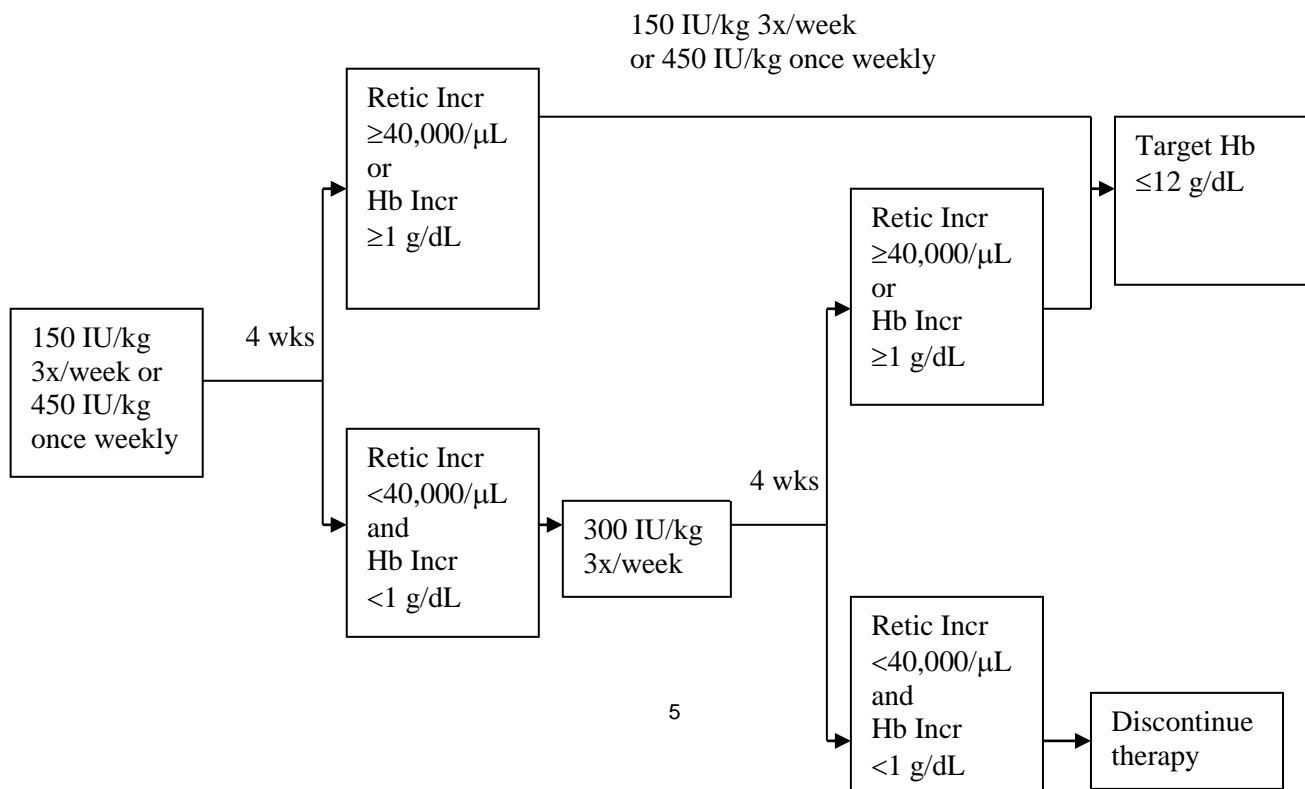 150 IU/kg 3x/week
or 450 IU/kg once weekly
Retic Incr
≥40,000/μL
or
Hb Incr
≥1 g/dL
Target Hb
≤12 g/dL
Retic Incr
≥40,000/μL
or
Hb Incr
≥1 g/dL
150 IU/kg
3x/week or
450 IU/kg
once weekly
4 wks
Retic Incr
<40,000/μL
and
Hb Incr
<1 g/dL
300 IU/kg
3x/week
4 wks
Retic Incr
<40,000/μL
and
Hb Incr
<1 g/dL
Discontinue
therapy
5